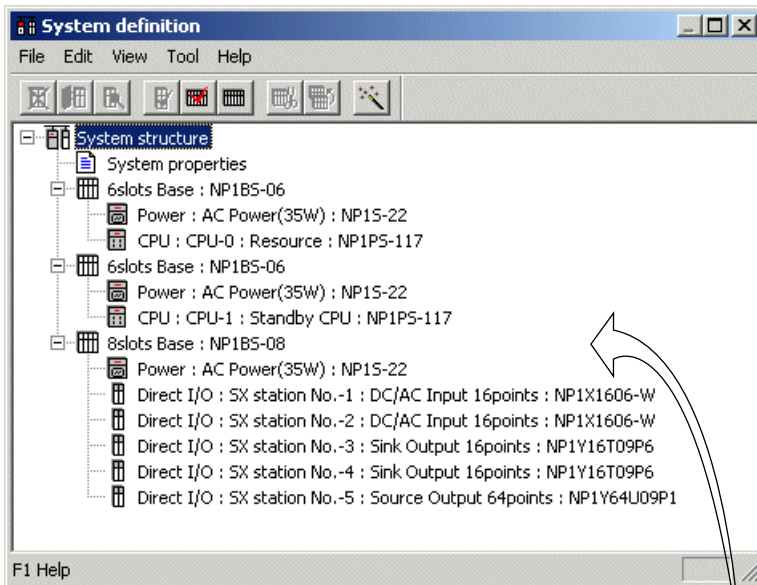 System definition
File Edit View Tool Help
System structure
System properties
6slots Base : NP1BS-06
Power : AC Power(35W) : NP1S-22
CPU : CPU-0 : Resource : NP1PS-117
6slots Base : NP1BS-06
Power : AC Power(35W) : NP1S-22
CPU : CPU-1 : Standby CPU : NP1PS-117
8slots Base : NP1BS-08
Power : AC Power(35W) : NP1S-22
Direct I/O : SX station No.-1 : DC/AC Input 16points : NP1X1606-W
Direct I/O : SX station No.-2 : DC/AC Input 16points : NP1X1606-W
Direct I/O : SX station No.-3 : Sink Output 16points : NP1Y16T09P6
Direct I/O : SX station No.-4 : Sink Output 16points : NP1Y16T09P6
Direct I/O : SX station No.-5 : Source Output 64points : NP1Y64U09P1
F1 Help